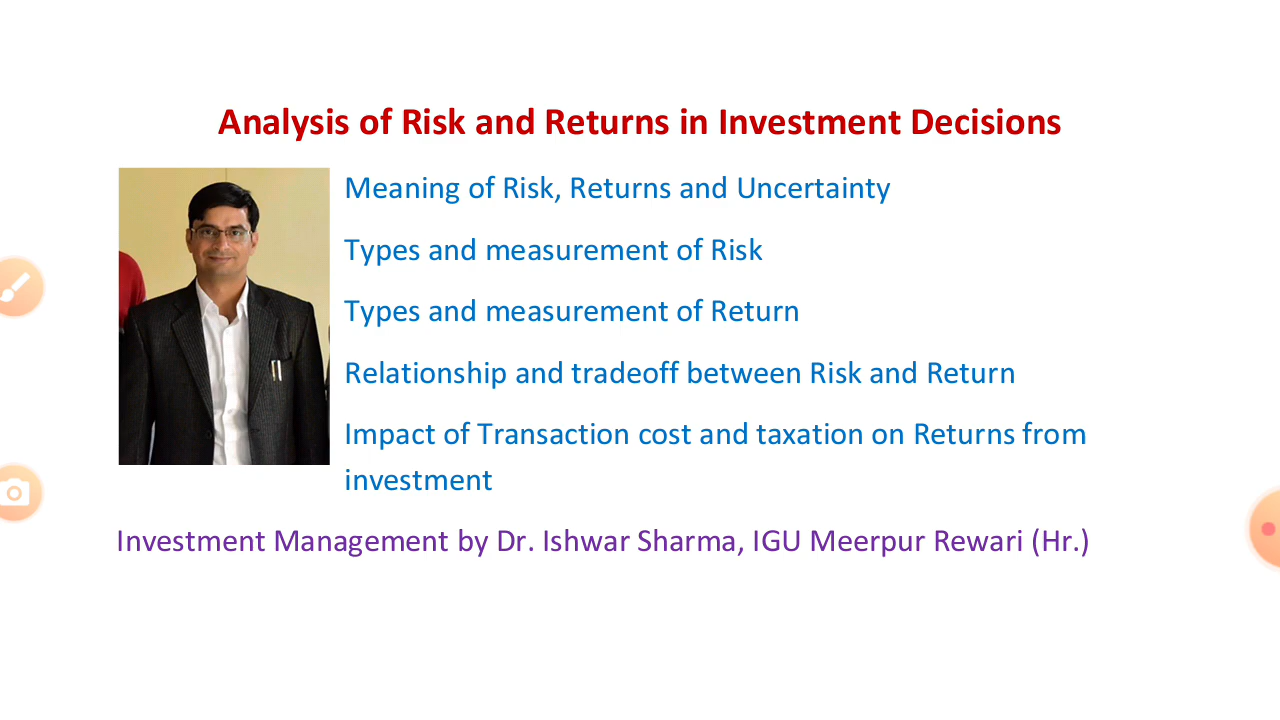 Analysis of Risk and Returns in Investment Decisions
Meaning of Risk, Returns and Uncertainty
Types and measurement of Risk
Types and measurement of Return
Relationship and tradeoff between Risk and Return
Impact of Transaction cost and taxation on Returns from
investment
Investment Management by Dr. Ishwar Sharma, IGU Meerpur Rewari (Hr.)